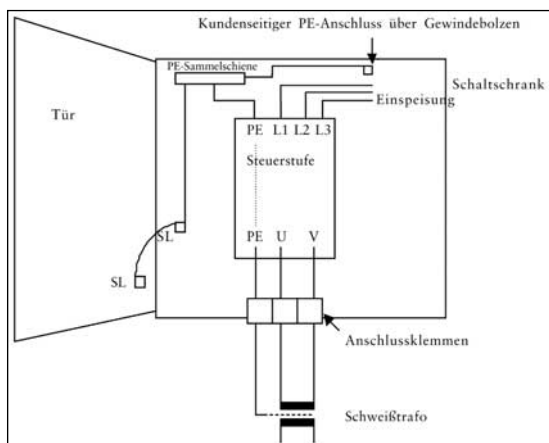 Kundenseitiger PE-Anschluss über Gewindebolzen
PE-Sammelschiene
Schaltschrank
Einspeisung
Tür
PE L1 L2 L3
Steuerstufe
SL
PE U V
SL
Anschlussklemmen
Schweißtrafo